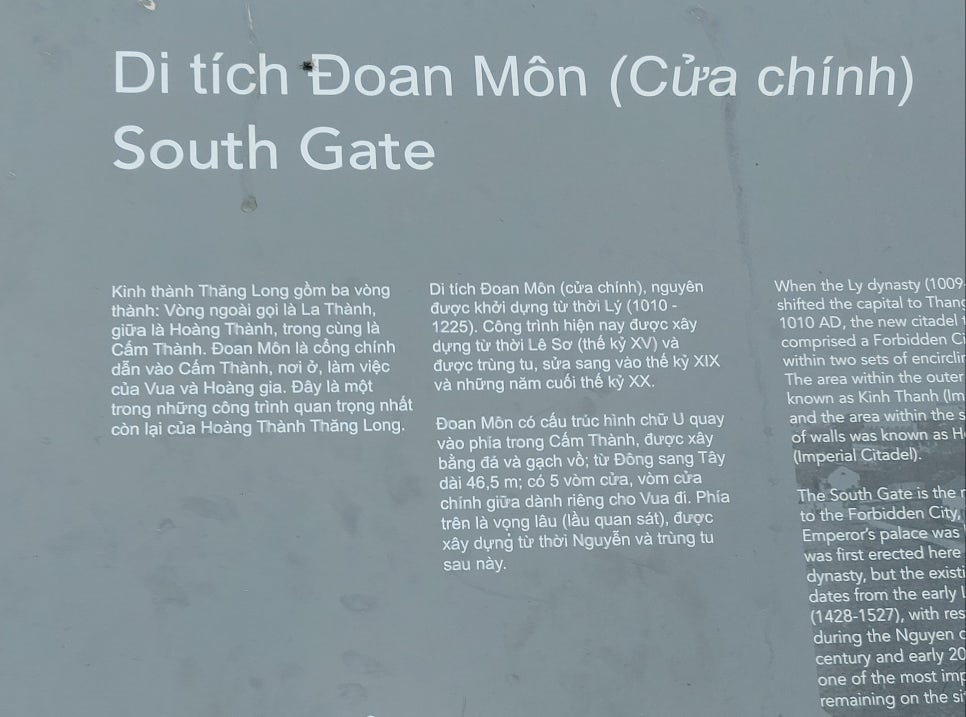 Di tích Đoan Môn (Cửa chính)
South Gate
Kinh thành Thăng Long gồm ba vòng
thành: Vòng ngoài gọi là La Thành,
giữa là Hoàng Thành, trong cùng là
Cấm Thành. Đoan Môn là cổng chính
dẫn vào Cấm Thành, nơi ở, làm việc
của Vua và Hoàng gia. Đây là một
trong những công trình quan trọng nhất
còn lại của Hoàng Thành Thăng Long.
Di tích Đoan Môn (cửa chính), nguyên
được khởi dựng từ thời Lý (1010 -
1225). Công trình hiện nay được xây
dựng từ thời Lê Sơ (thế kỷ XV) và
được trùng tu, sửa sang vào thế kỷ XIX
và những năm cuối thế kỷ XX.
Đoan Môn có cấu trúc hình chữ U quay
vào phía trong Cấm Thành, được xây
bằng đá và gạch vồ; từ Đông sang Tây
dài 46,5 m; có 5 vòm cửa, vòm cửa
chính giữa dành riêng cho Vua đi. Phía
trên là vọng lâu (lầu quan sát), được
xây dựng từ thời Nguyễn và trùng tu
sau này.
When the Ly dynasty (1009
shifted the capital to Thang
1010 AD, the new citadel
comprised a Forbidden
within two sets of
The area within the outer
known as Kinh Thanh
and the area within the
of walls was known as
(Imperial Citadel).
The South Gate is the
to the Forbidden City,
Emperor's palace was
was first erected here
dynasty, but the
dates from the early
(1428-1527), with
during the Nguyen
century and early
one of the most
remaining on the